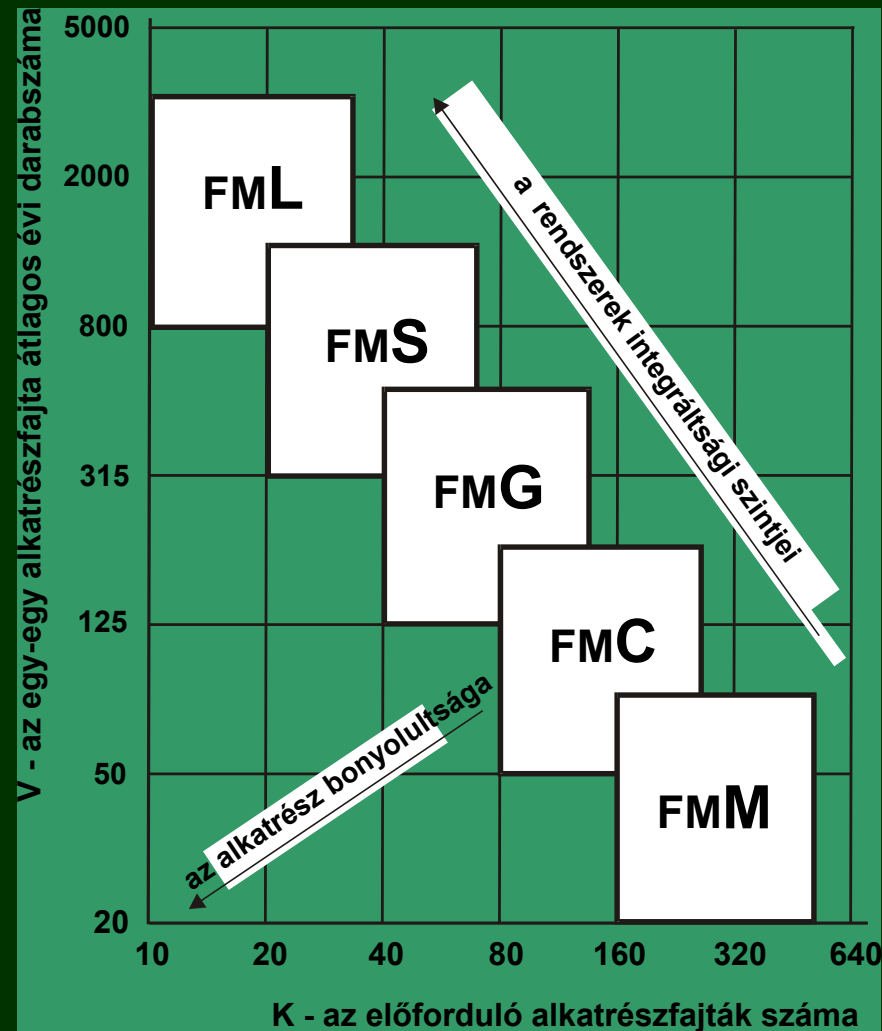 V - az egy-egy alkatrészfajta átlagos évi darabszáma
5000
2000
800
315
125
50
20
FML
FMS
FMG
FMC
FMM
a rendszerek integráltsági szintjei
az alkatrész bonyolultsága
10 20 40 80 160 320 640
K - az előforduló alkatrészfajták száma